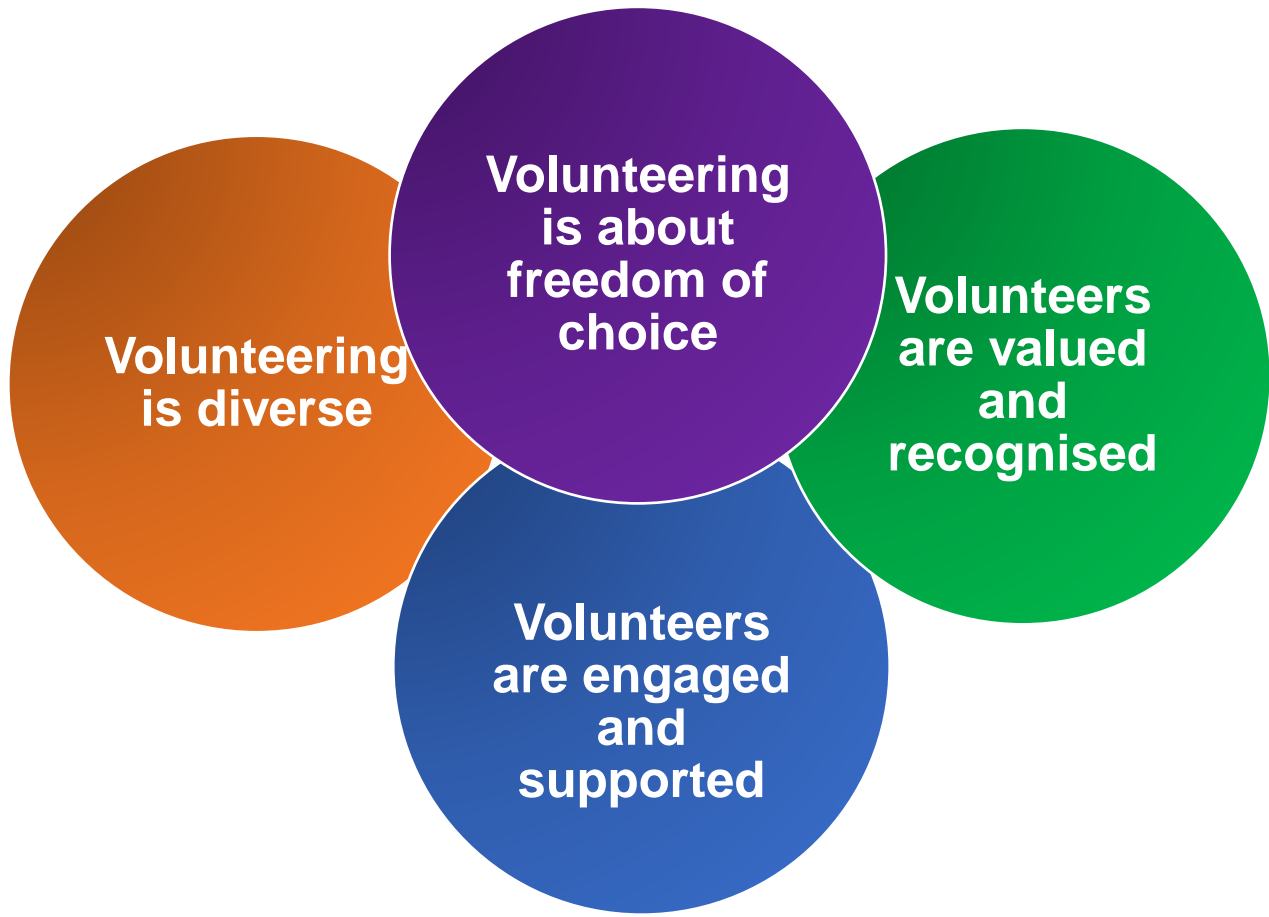 Volunteering
is about
freedom of
choice
Volunteering
is diverse
Volunteers
are valued
and
recognised
Volunteers
are engaged
and
supported